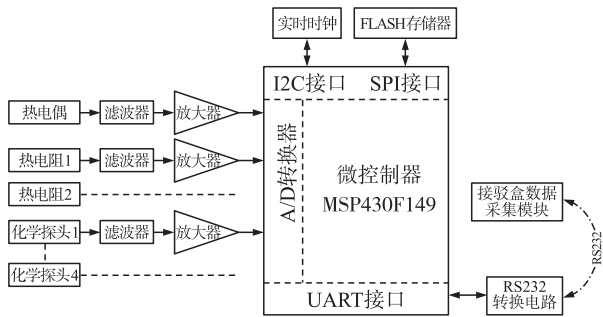 实时时钟
FLASH存储器
I2C接口
SPI接口
热电偶
滤波器
放大器
热电阻1
滤波器
放大器
热电阻2
化学探头1
滤波器
放大器
化学探头4
A/D转换器
微控制器
MSP430F149
UART接口
接驳盒数据
采集模块
RS232
RS232
转换电路